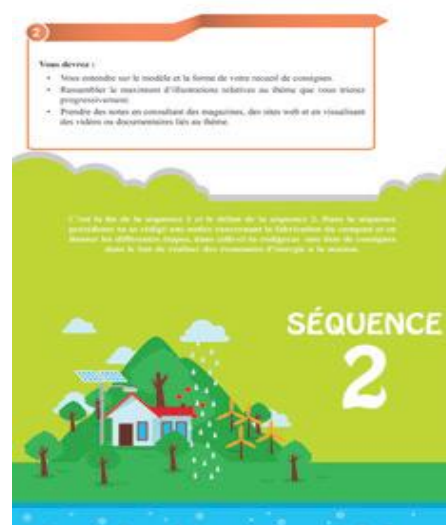 2
Vous devrez :
• Vous entendre sur le modèle et la forme de votre recueil de consignes.
• Rassembler le maximum d'illustrations relatives au thème que vous trierez
progressivement.
• Prendre des notes en consultant des magazines, des sites web et en visualisant
des vidéos ou documentaires liés au thème.
C'est la fin de la séquence 1 et le début de la séquence 2. Dans la séquence
précédente tu as rédigé une notice concernant la fabrication du compost et en
donner les différentes étapes, dans celle-ci tu rédigeras une liste de consignes
dans le but de réaliser des économies d'énergie à la maison.
SÉQUENCE
2